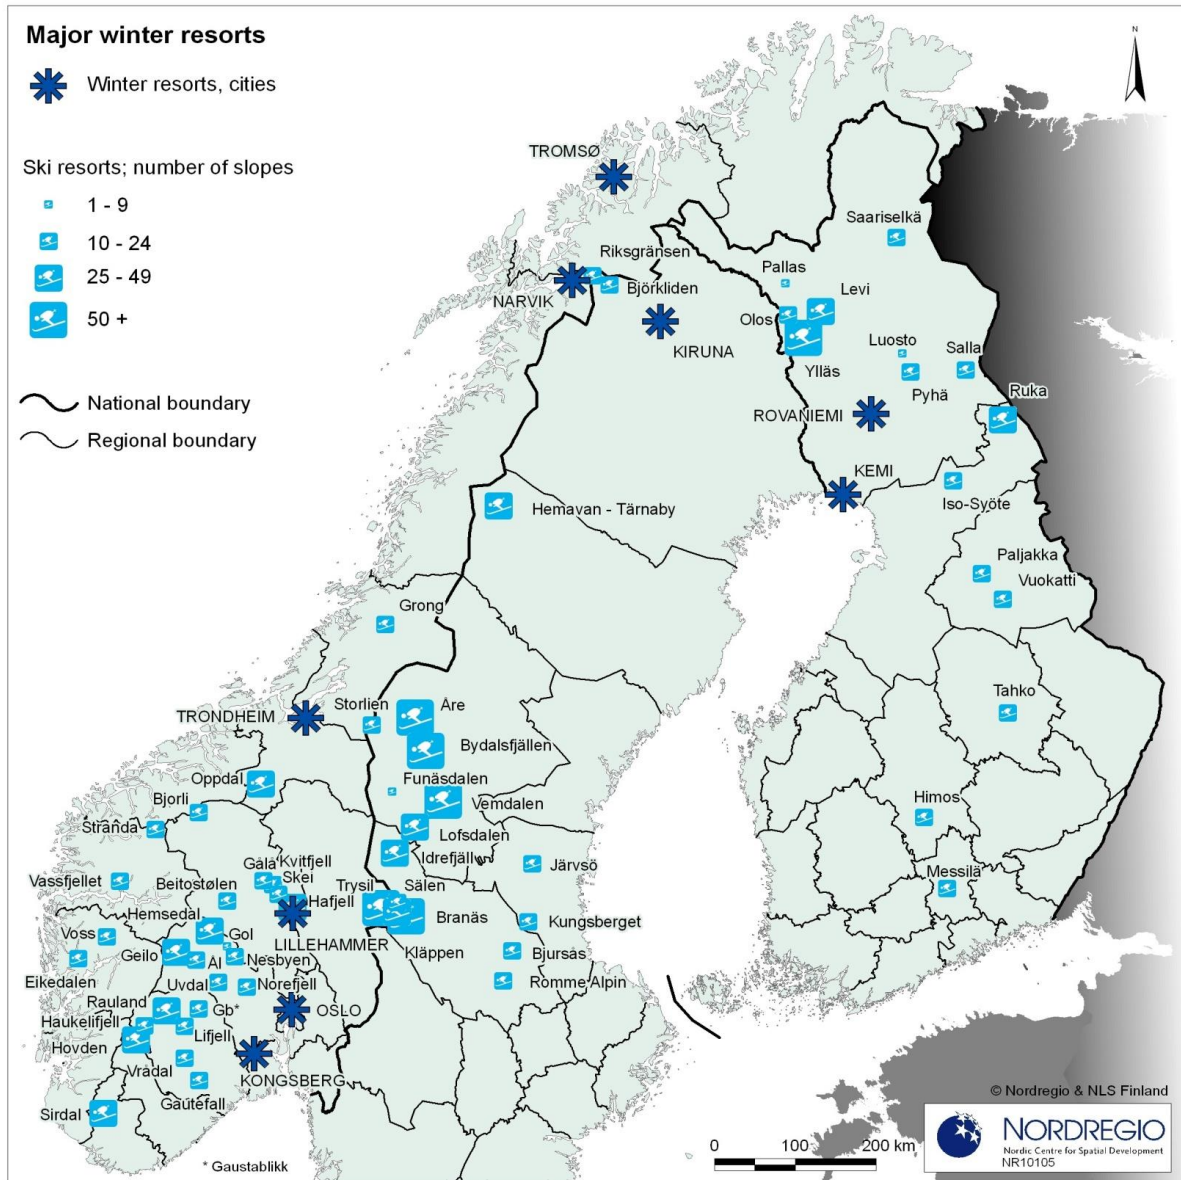 Major winter resorts
Winter resorts, cities
Ski resorts; number of slopes
1 - 9
10 - 24
25 - 49
50 +
National boundary
Regional boundary
N
TROMSØ
Saariselkä
Riksgränsen
Pallas
NARVIK
Björkliden
Levi
Olos
KIRUNA
Luosto
Salla
Ylläs
Pyhä
Ruka
ROVANIEMI
KEMI
Iso-Syöte
Hemavan - Tärnaby
Paljakka
Vuokatti
Grong
Tahko
Storlien
Åre
TRONDHEIM
Bydalsfjällen
Oppdal
Funäsdalen
Bjorli
Vemdalen
Himos
Stranda
Lofsdalen
Idrefjäll
Järvsö
Gålå
Kvitfjell
Skei
Messilä
Vassfjellet
Beitostølen
Trysil
Sälen
Hafjell
Hemsedal
Branäs
Kungsberget
Voss
Gol
LILLEHAMMER
Geilo
Ål
Nesbyen
Kläppen
Bjursås
Eikedalen
Uvdal
Norefjell
Romme Alpin
Rauland
Gb*
OSLO
Haukelifjell
Lifjell
Hovden
Vrådal
KONGSBERG
Gautefall
Sirdal
* Gaustablikk
© Nordregio & NLS Finland
0 100 200 km
NORDREGIO
Nordic Centre for Spatial Development
NR10105